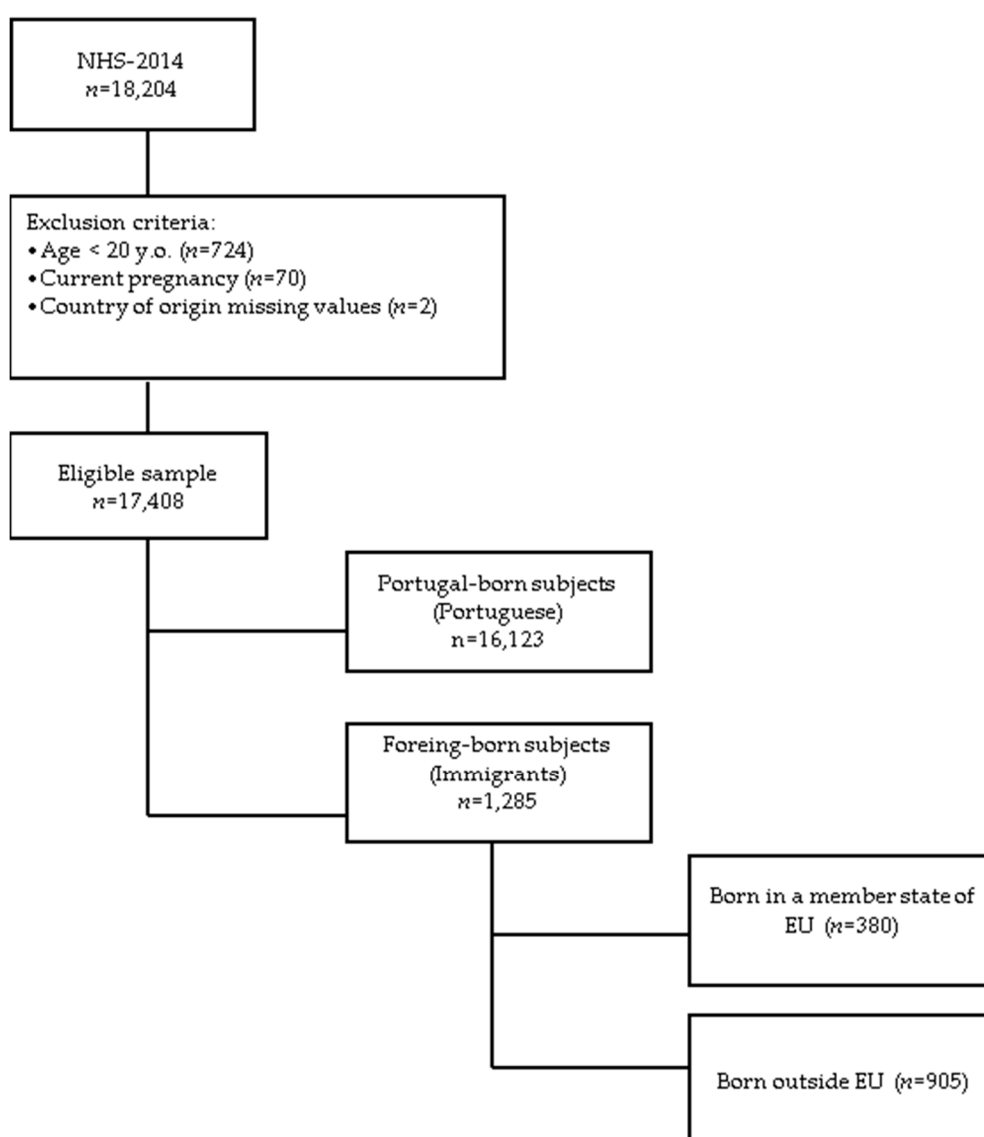 NHS-2014
n=18,204
Exclusion criteria:
• Age < 20 y.o. (n=724)
• Current pregnancy (n=70)
• Country of origin missing values (n=2)
Eligible sample
n=17,408
Portugal-born subjects
(Portuguese)
n=16,123
Foreing-born subjects
(Immigrants)
n=1,285
Born in a member state of
EU (n=380)
Born outside EU (n=905)